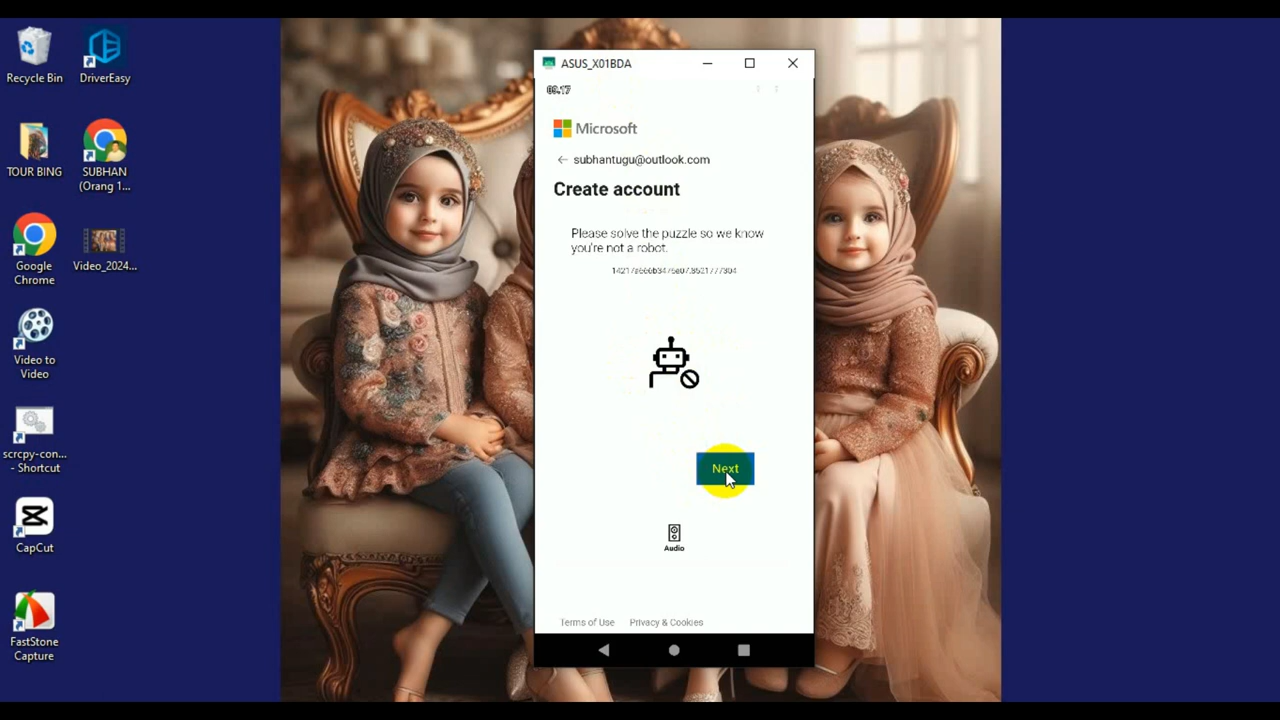 Recycle Bin
DriverEasy
TOUR BING
SUBHAN
(Orang 1...
Google
Chrome
Video_2024...
Video to
Video
scrcpy-con...
- Shortcut
CapCut
FastStone
Capture
ASUS_X01BDA
09.17
Microsoft
← subhantugu@outlook.com
Create account
Please solve the puzzle so we know
you're not a robot.
Next
Audio
Terms of Use
Privacy & Cookies